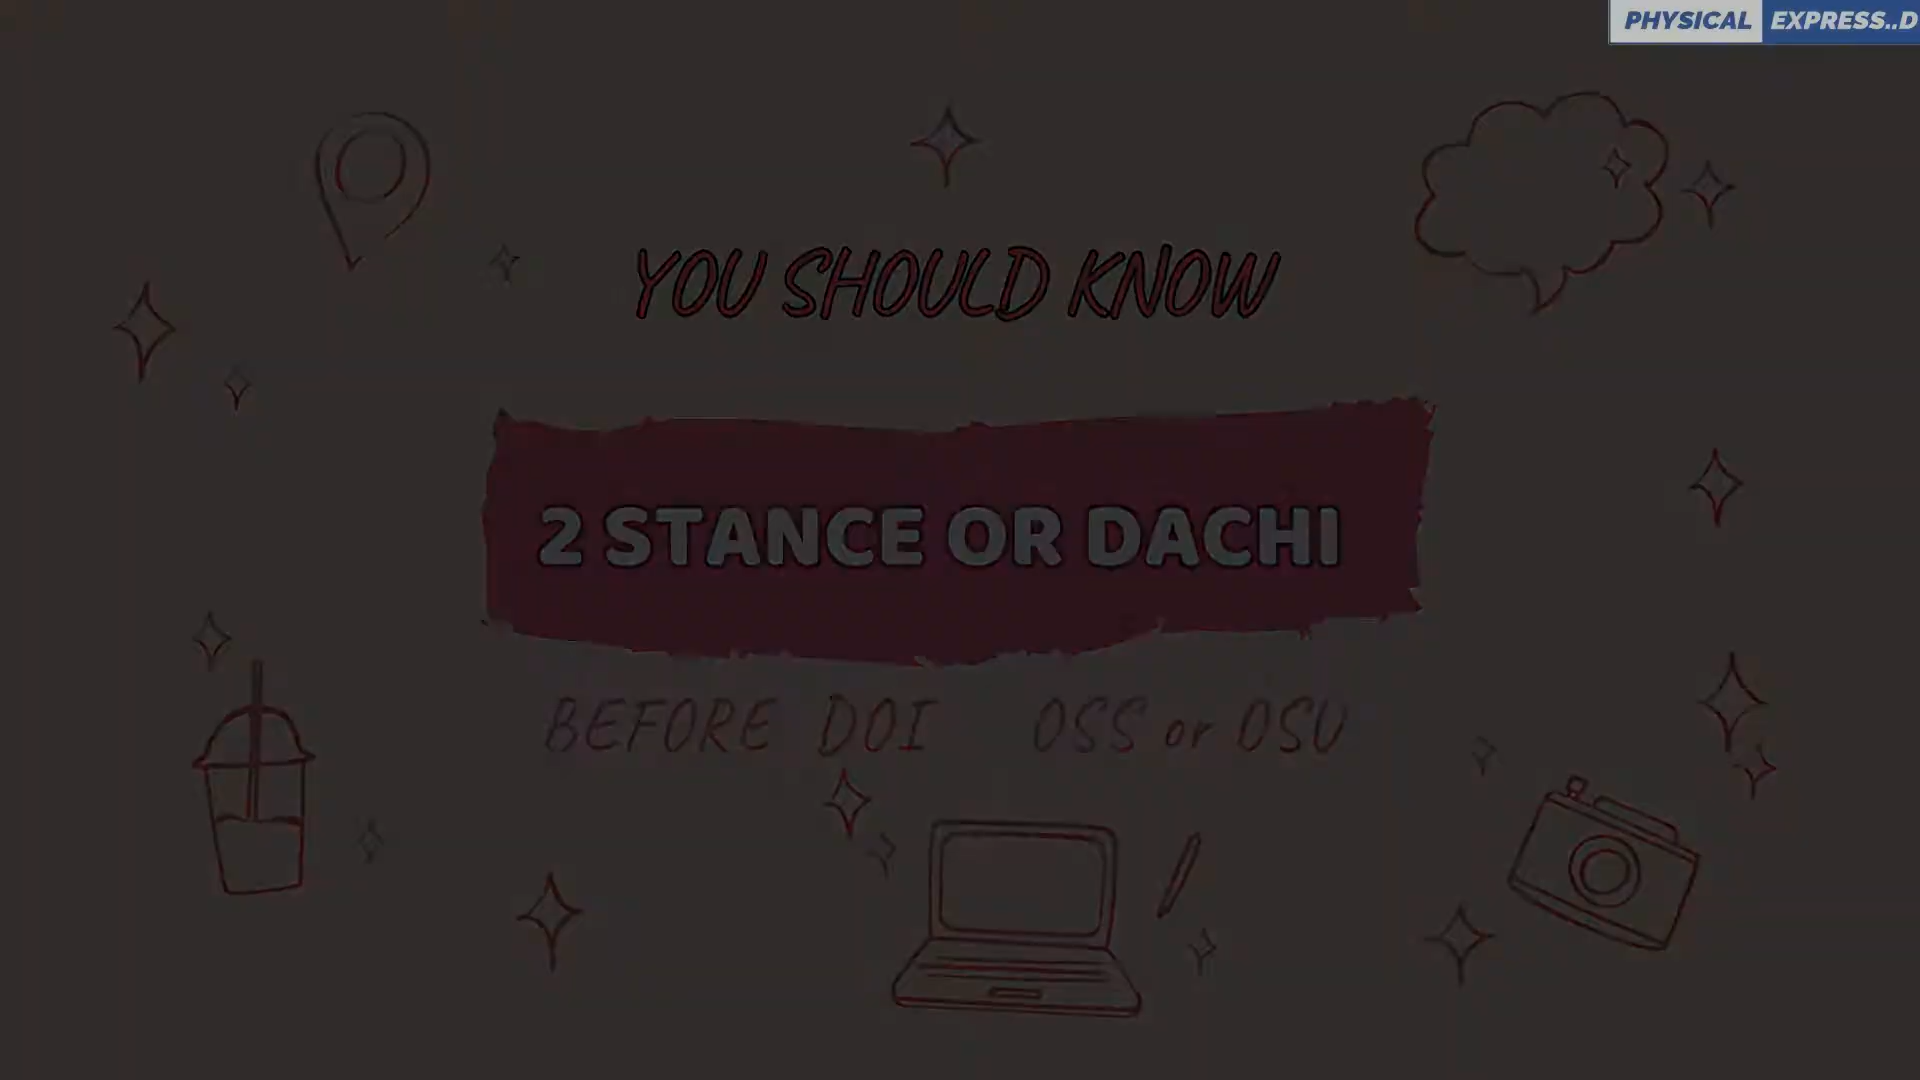 PHYSICAL EXPRESS..D
YOU SHOULD KNOW
2 STANCE OR DACHI
BEFORE DOI OSS or OSU